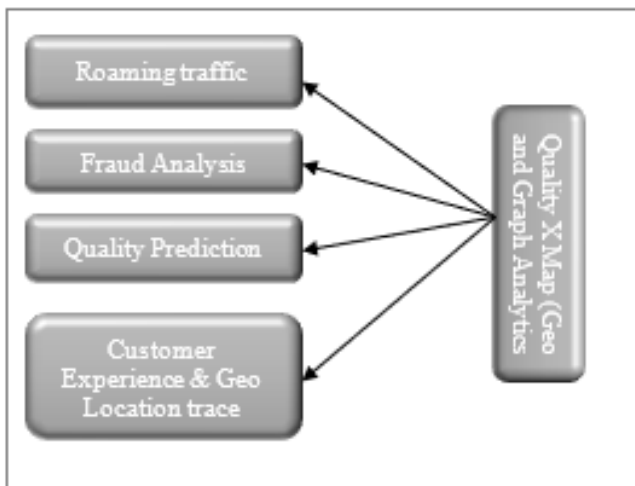 Roaming traffic
Fraud Analysis
Quality Prediction
Customer
Experience & Geo
Location trace
Quality X Map (Geo
and Graph Analytics